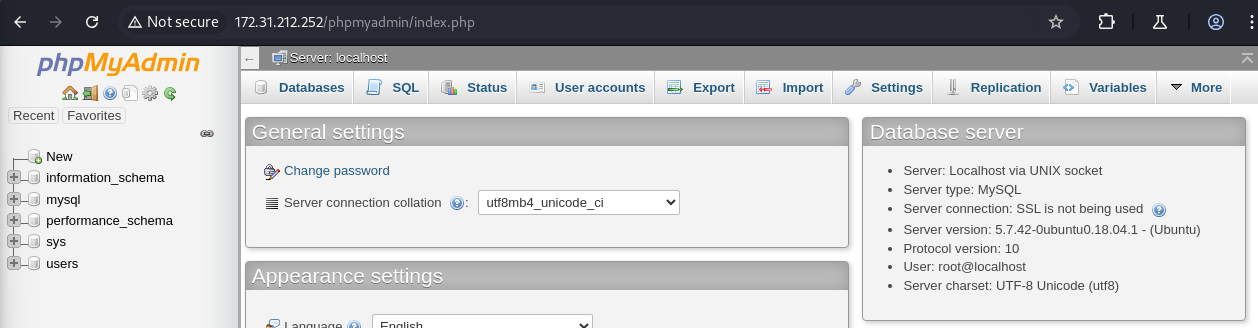 Not secure 172.31.212.252/phpmyadmin/index.php
phpMyAdmin
Recent Favorites
New
information_schema
mysql
performance_schema
sys
users
Server: localhost
Databases SQL Status User accounts Export Import Settings Replication Variables More
General settings
Change password
Server connection collation : utf8mb4_unicode_ci
Appearance settings
Language English
Database server
Server: Localhost via UNIX socket
Server type: MySQL
Server connection: SSL is not being used
Server version: 5.7.42-0ubuntu0.18.04.1 - (Ubuntu)
Protocol version: 10
User: root@localhost
Server charset: UTF-8 Unicode (utf8)